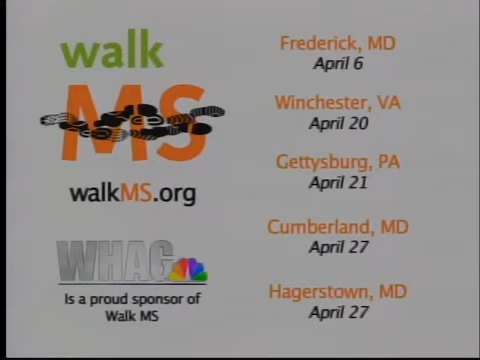 walk
MS
walkMS.org
WHAG
Is a proud sponsor of
Walk MS
Frederick, MD
April 6
Winchester, VA
April 20
Gettysburg, PA
April 21
Cumberland, MD
April 27
Hagerstown, MD
April 27